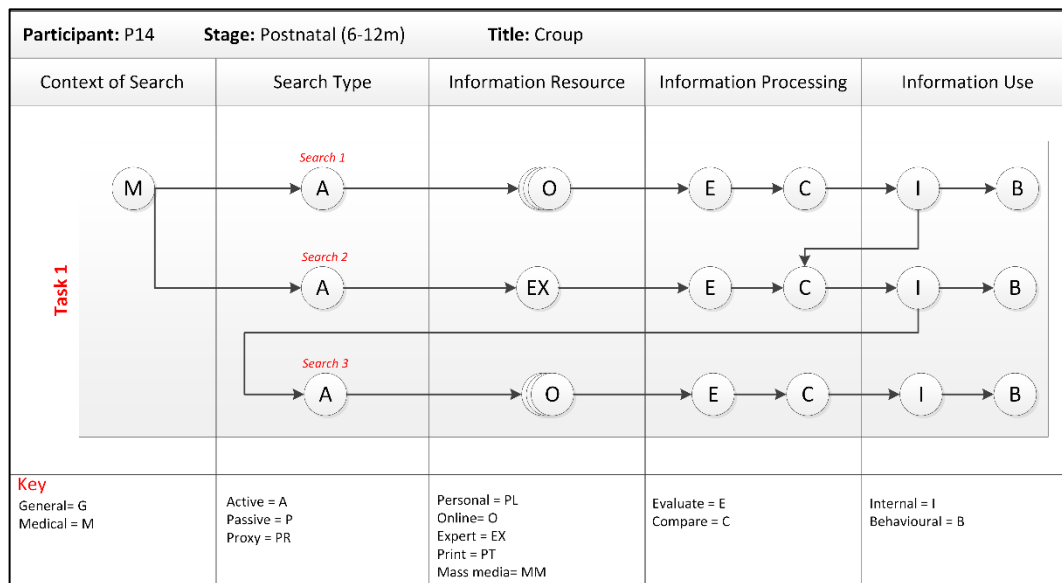 Participant: P14 Stage: Postnatal (6-12m) Title: Croup
Context of Search Search Type Information Resource Information Processing Information Use
Task 1
Search 1
M A O E C I B
Search 2
A EX E C I B
Search 3
A O E C I B
Key
General= G
Medical = M
Active = A
Passive = P
Proxy = PR
Personal = PL
Online= O
Expert = EX
Print = PT
Mass media= MM
Evaluate = E
Compare = C
Internal = I
Behavioural = B